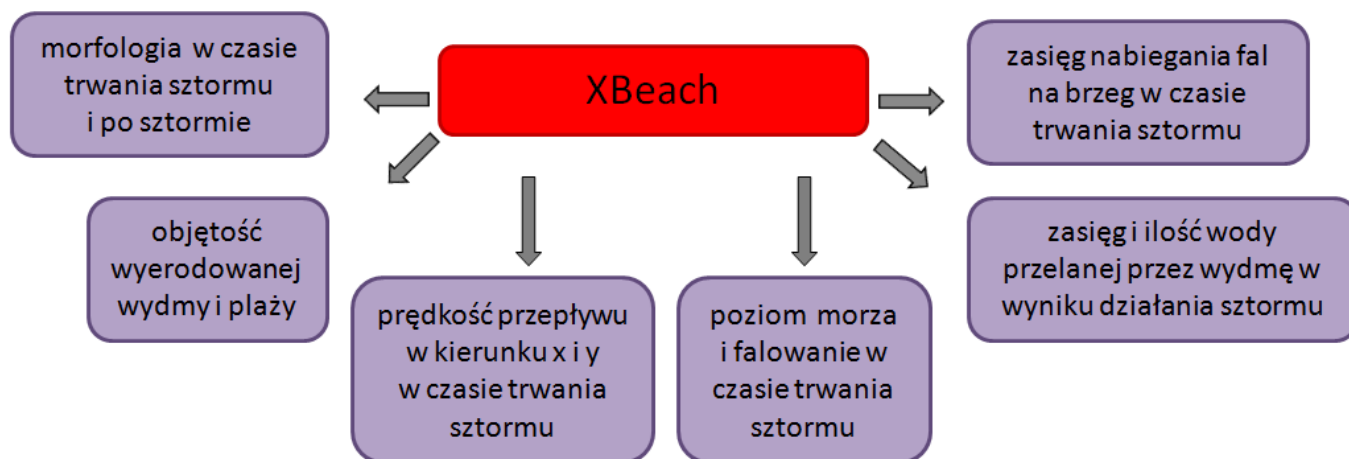 XBeach
morfologia w czasie
trwania sztormu
i po sztormie
objętość
wyerodowanej
wydmy i plaży
prędkość przepływu
w kierunku x i y
w czasie trwania
sztormu
poziom morza
i falowanie w
czasie trwania
sztormu
zasięg nabiegania fal
na brzeg w czasie
trwania sztormu
zasięg i ilość wody
przelanej przez wydmę w
wyniku działania sztormu